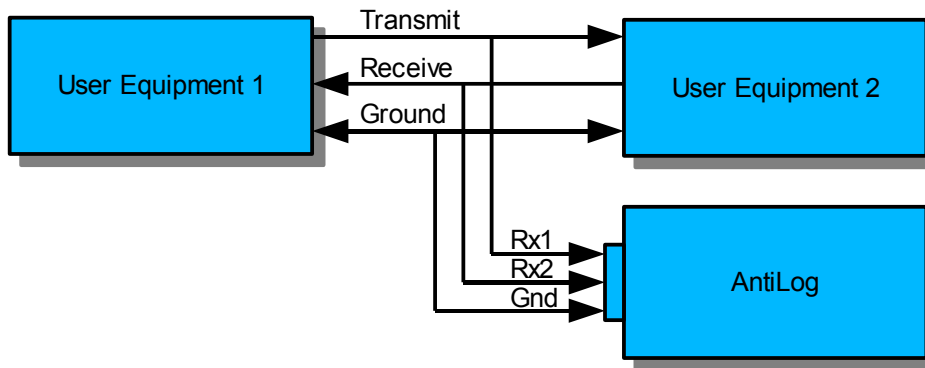 Transmit
User Equipment 1
Receive
User Equipment 2
Ground
Rx1
Rx2
Gnd
AntiLog